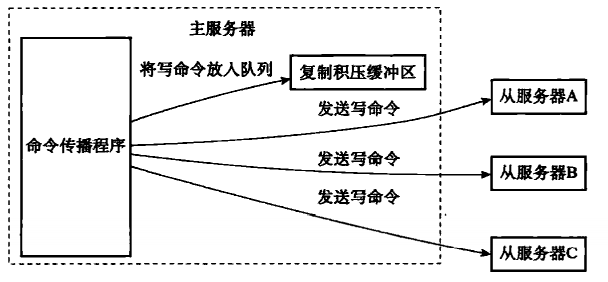 主服务器
将写命令放入队列
复制积压缓冲区
发送写命令
从服务器A
命令传播程序
发送写命令
从服务器B
发送写命令
从服务器C